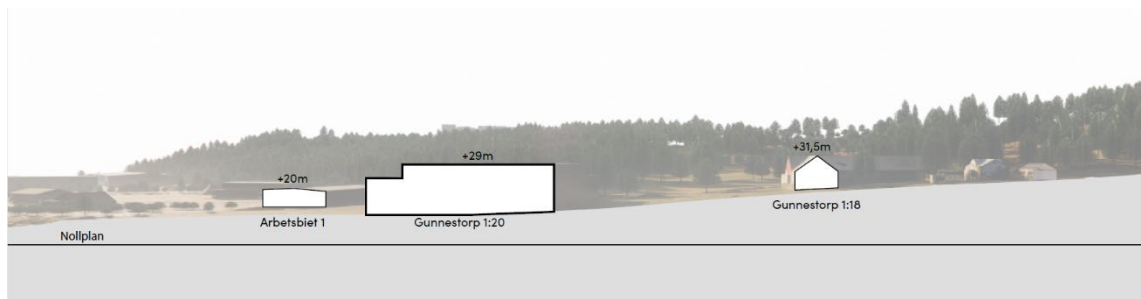 +31,5m
+29m
+20m
Gunnestorp 1:18
Arbetsbiet 1
Gunnestorp 1:20
Nollplan